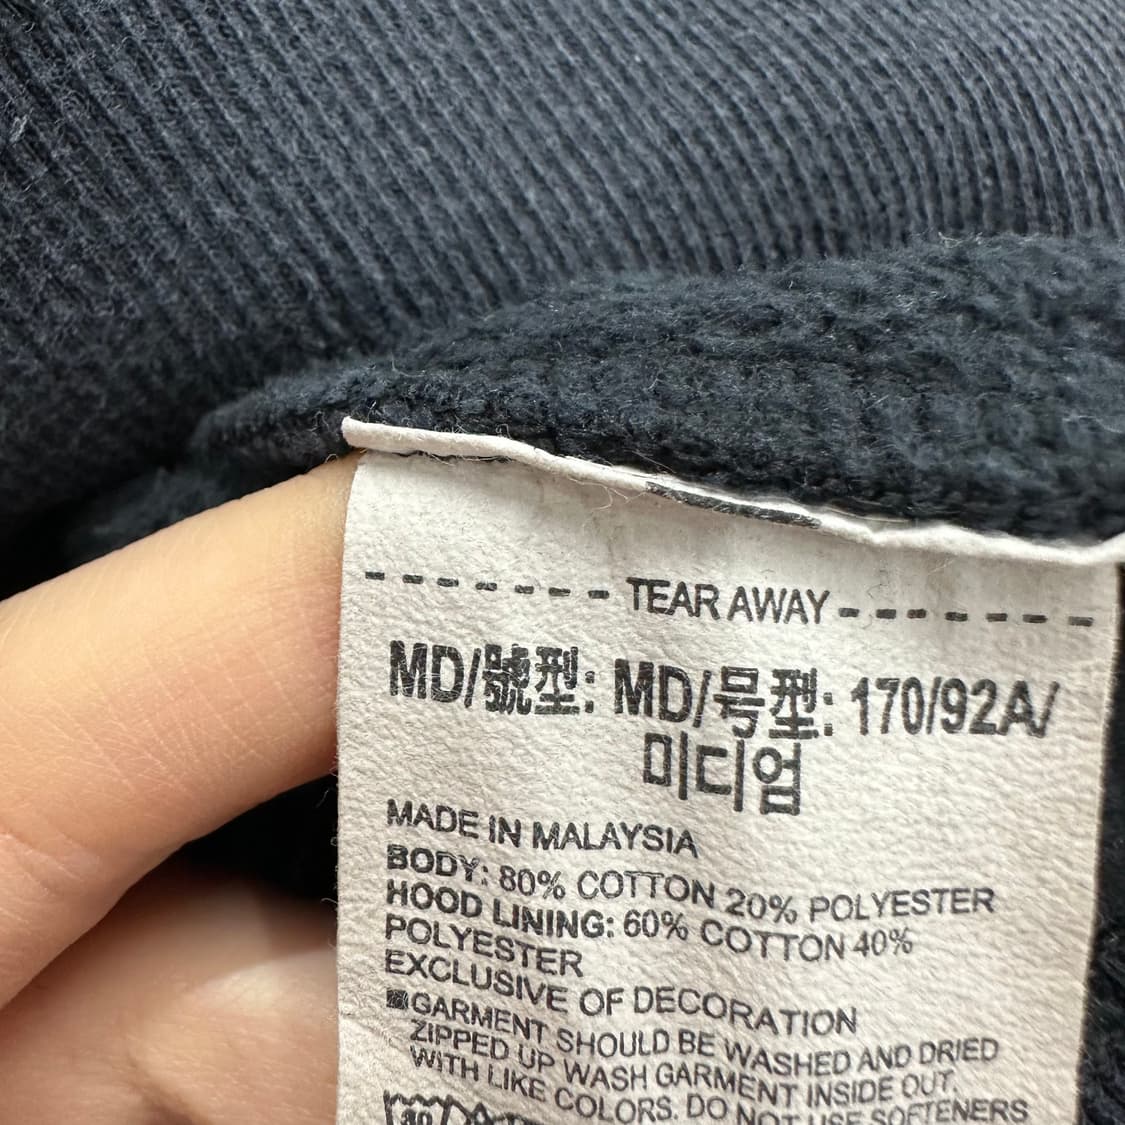 - - - - - - - TEAR AWAY - - - - - - -
MD/號型: MD/号型: 170/92A/
미디엄
MADE IN MALAYSIA
BODY: 80% COTTON 20% POLYESTER
HOOD LINING: 60% COTTON 40%
POLYESTER
EXCLUSIVE OF DECORATION
■GARMENT SHOULD BE WASHED AND DRIED
ZIPPED UP WASH GARMENT INSIDE OUT,
WITH LIKE COLORS. DO NOT USE SOFTENERS